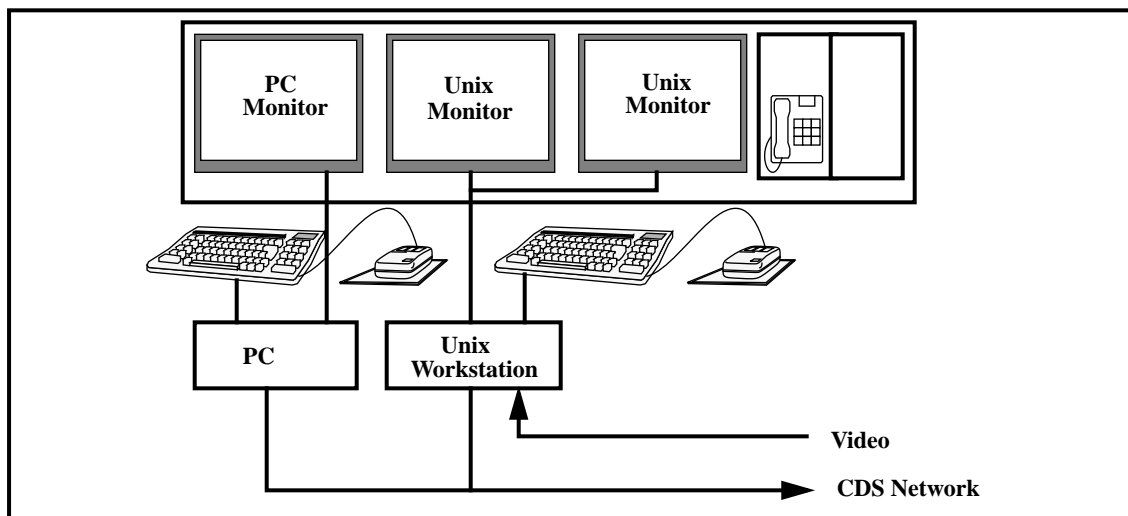 PC
Monitor
Unix
Monitor
Unix
Monitor
PC
Unix
Workstation
Video
CDS Network